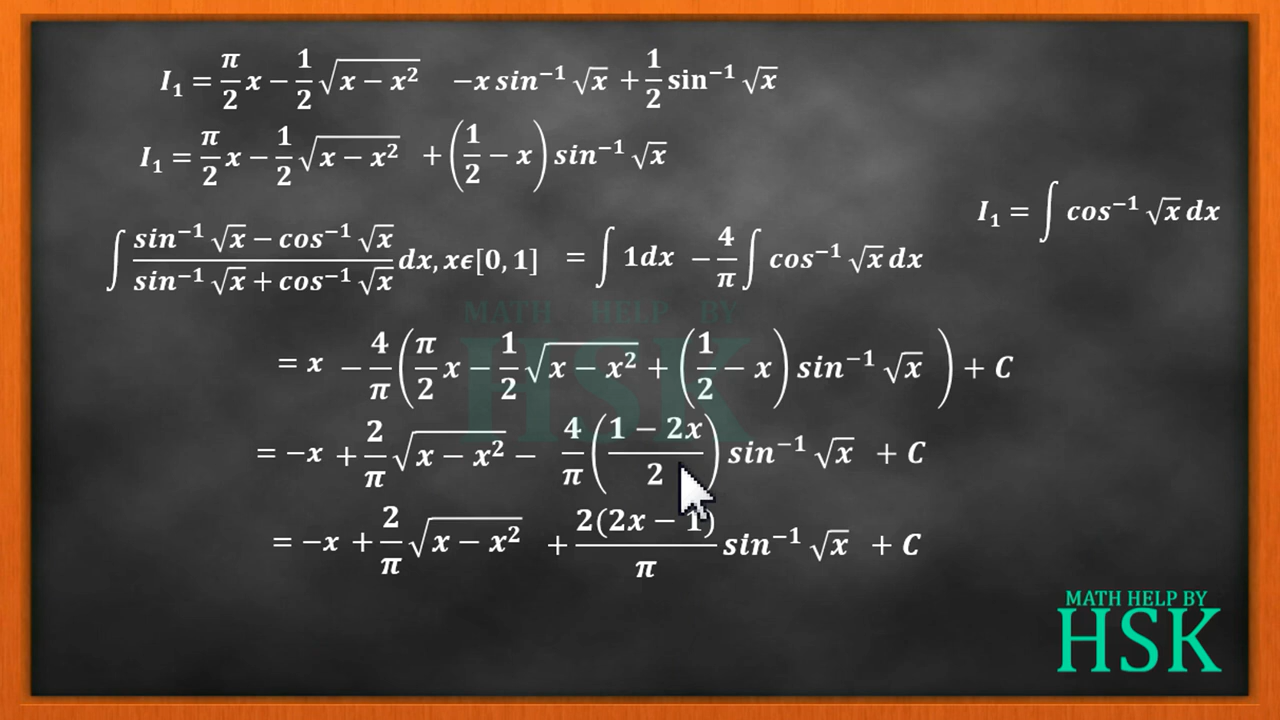 I₁ = π/2 x − 1/2 √(x − x²) −x sin⁻¹ √x + 1/2 sin⁻¹ √x
I₁ = π/2 x − 1/2 √(x − x²) + (1/2 − x) sin⁻¹ √x
I₁ = ∫ cos⁻¹ √x dx
∫ (sin⁻¹ √x − cos⁻¹ √x)/(sin⁻¹ √x + cos⁻¹ √x) dx, xϵ[0, 1] = ∫ 1dx − 4/π ∫ cos⁻¹ √x dx
MATH HELP BY
HSK
= x − 4/π (π/2 x − 1/2 √(x − x²) + (1/2 − x) sin⁻¹ √x ) + C
= −x + 2/π √(x − x²) − 4/π ((1 − 2x)/2) sin⁻¹ √x + C
= −x + 2/π √(x − x²) + 2(2x − 1)/π sin⁻¹ √x + C
MATH HELP BY
HSK